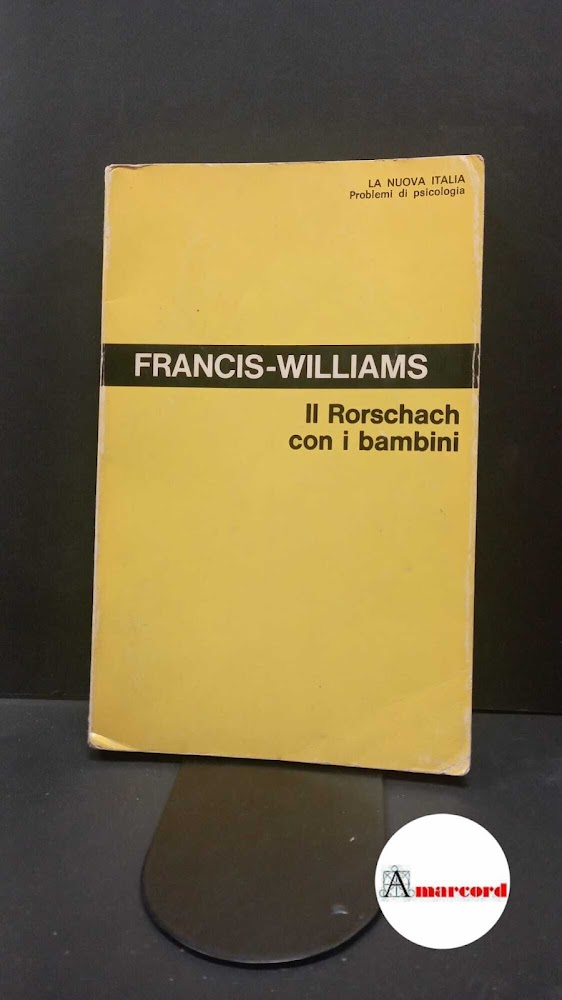 LA NUOVA ITALIA
Problemi di psicologia
FRANCIS-WILLIAMS
Il Rorschach
con i bambini
Amarcord